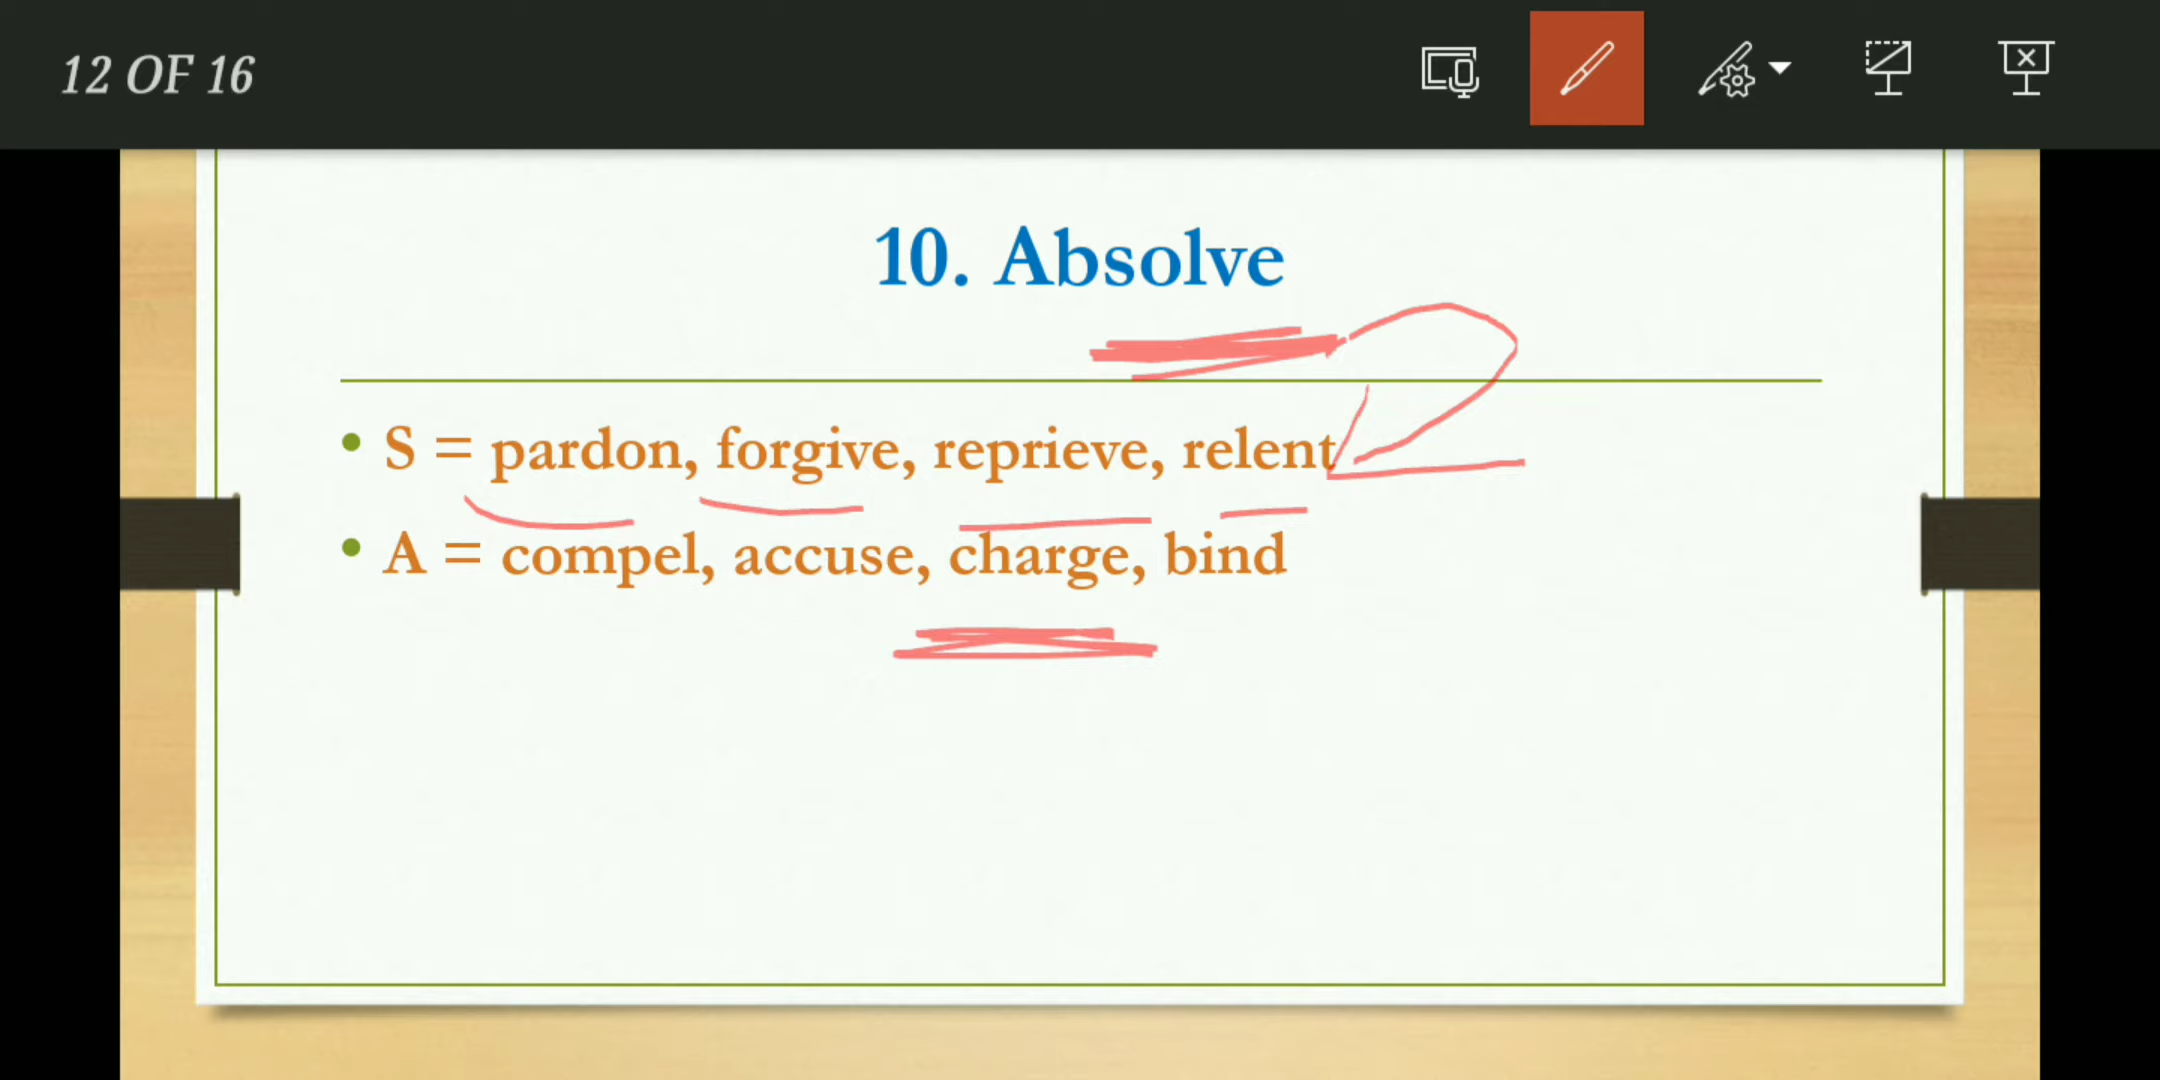 12 OF 16
10. Absolve
• S = pardon, forgive, reprieve, relent
• A = compel, accuse, charge, bind